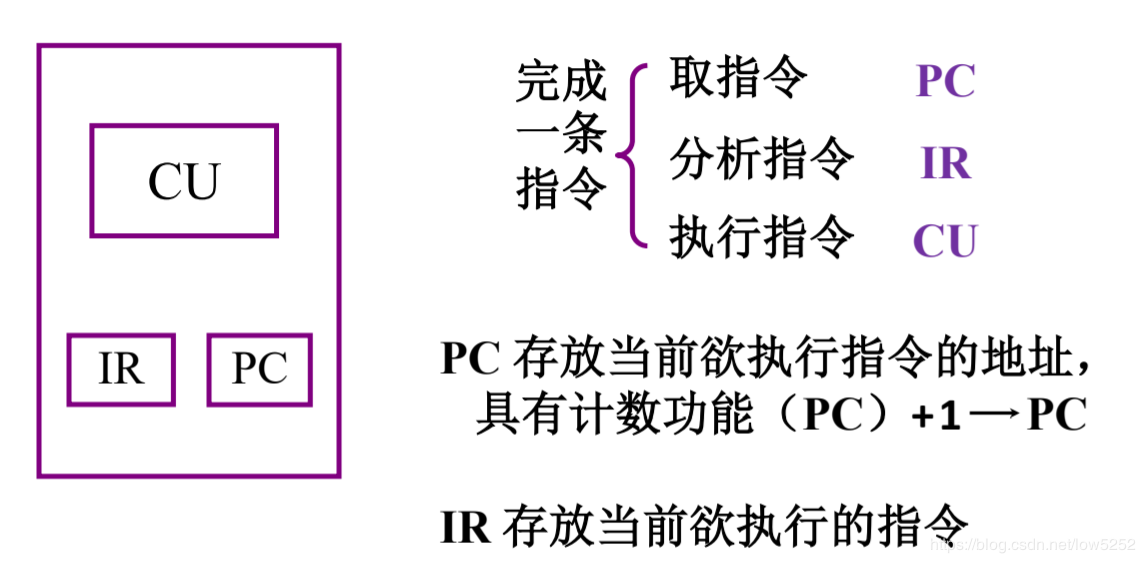 CU
IR
PC
完成
一条
指令
取指令 PC
分析指令 IR
执行指令 CU
PC 存放当前欲执行指令的地址，
具有计数功能（PC）+1→PC
IR 存放当前欲执行的指令
https://blog.csdn.net/low5252